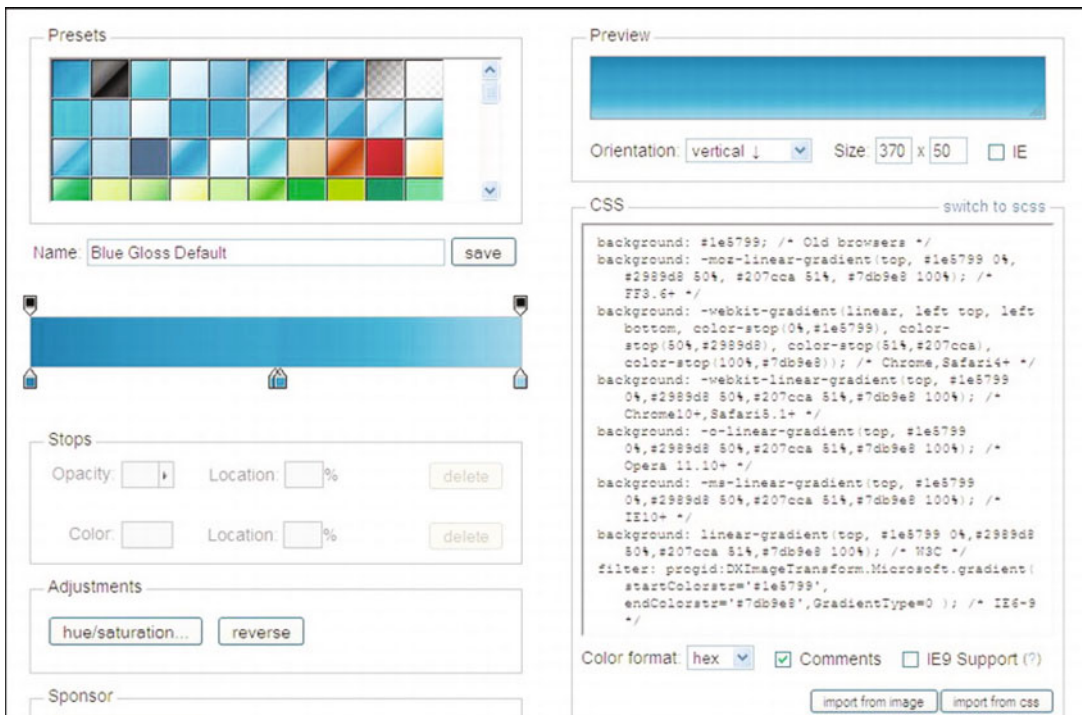 Presets
Name: Blue Gloss Default save
Stops
Opacity: Location: % delete
Color: Location: % delete
Adjustments
hue/saturation... reverse
Sponsor
Preview
Orientation: vertical ↓ Size: 370 x 50 IE
CSS switch to scss
background: #1e5799; /* Old browsers */
background: -moz-linear-gradient(top, #1e5799 0%,
#2989d8 50%, #207cca 51%, #7db9e8 100%); /*
FF3.6+ */
background: -webkit-gradient(linear, left top, left
bottom, color-stop(0%,#1e5799), color-
stop(50%,#2989d8), color-stop(51%,#207cca),
color-stop(100%,#7db9e8)); /* Chrome,Safari4+ */
background: -webkit-linear-gradient(top, #1e5799
0%,#2989d8 50%,#207cca 51%,#7db9e8 100%); /*
Chrome10+,Safari5.1+ */
background: -o-linear-gradient(top, #1e5799
0%,#2989d8 50%,#207cca 51%,#7db9e8 100%); /*
Opera 11.10+ */
background: -ms-linear-gradient(top, #1e5799
0%,#2989d8 50%,#207cca 51%,#7db9e8 100%); /*
IE10+ */
background: linear-gradient(top, #1e5799 0%,#2989d8
50%,#207cca 51%,#7db9e8 100%); /* W3C */
filter: progid:DXImageTransform.Microsoft.gradient(
startColorstr='#1e5799',
endColorstr='#7db9e8',GradientType=0 ); /* IE6-9
*/
Color format: hex Comments IE9 Support (?)
import from image import from css